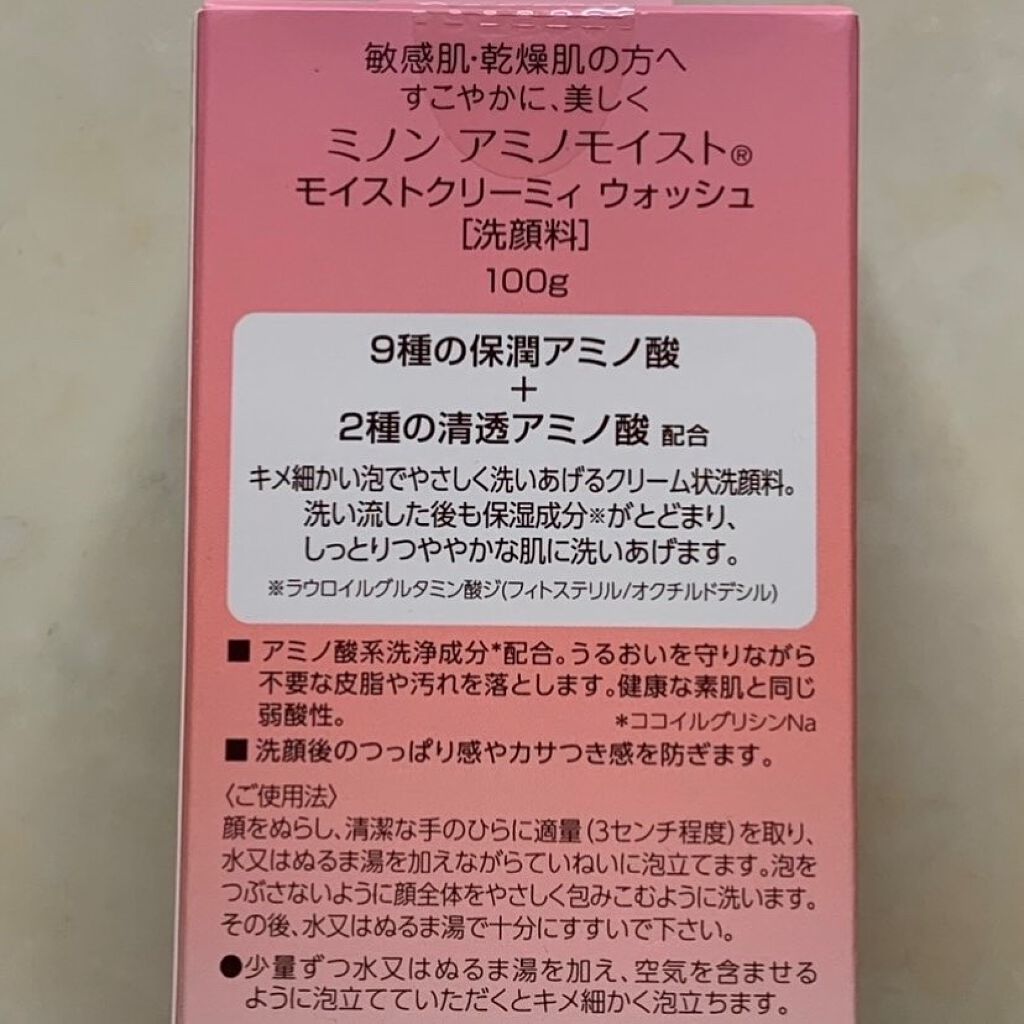 敏感肌・乾燥肌の方へ
すこやかに、美しく
ミノン アミノモイスト®
モイストクリーミィ ウォッシュ
[洗顔料]
100g
9種の保潤アミノ酸
+
2種の清透アミノ酸 配合
キメ細かい泡でやさしく洗いあげるクリーム状洗顔料。
洗い流した後も保湿成分※がとどまり、
しっとりつややかな肌に洗いあげます。
※ラウロイルグルタミン酸ジ(フィトステリル/オクチルドデシル)
■ アミノ酸系洗浄成分*配合。うるおいを守りながら
不要な皮脂や汚れを落とします。健康な素肌と同じ
弱酸性。 *ココイルグリシンNa
■ 洗顔後のつっぱり感やカサつき感を防ぎます。
〈ご使用法〉
顔をぬらし、清潔な手のひらに適量(3センチ程度)を取り、
水又はぬるま湯を加えながらていねいに泡立てます。泡を
つぶさないように顔全体をやさしく包みこむように洗います。
その後、水又はぬるま湯で十分にすすいで下さい。
●少量ずつ水又はぬるま湯を加え、空気を含ませる
ように泡立てていただくとキメ細かく泡立ちます。